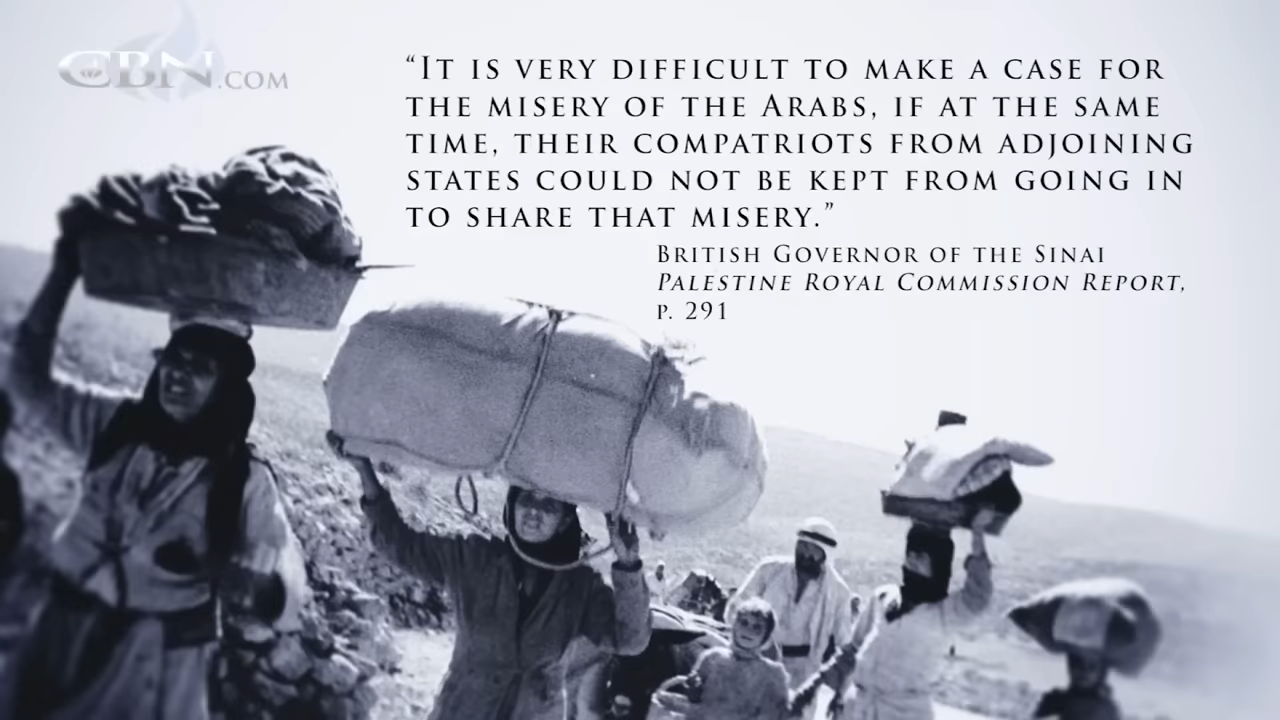 CBN.COM
“IT IS VERY DIFFICULT TO MAKE A CASE FOR
THE MISERY OF THE ARABS, IF AT THE SAME
TIME, THEIR COMPATRIOTS FROM ADJOINING
STATES COULD NOT BE KEPT FROM GOING IN
TO SHARE THAT MISERY.”
BRITISH GOVERNOR OF THE SINAI
PALESTINE ROYAL COMMISSION REPORT,
P. 291